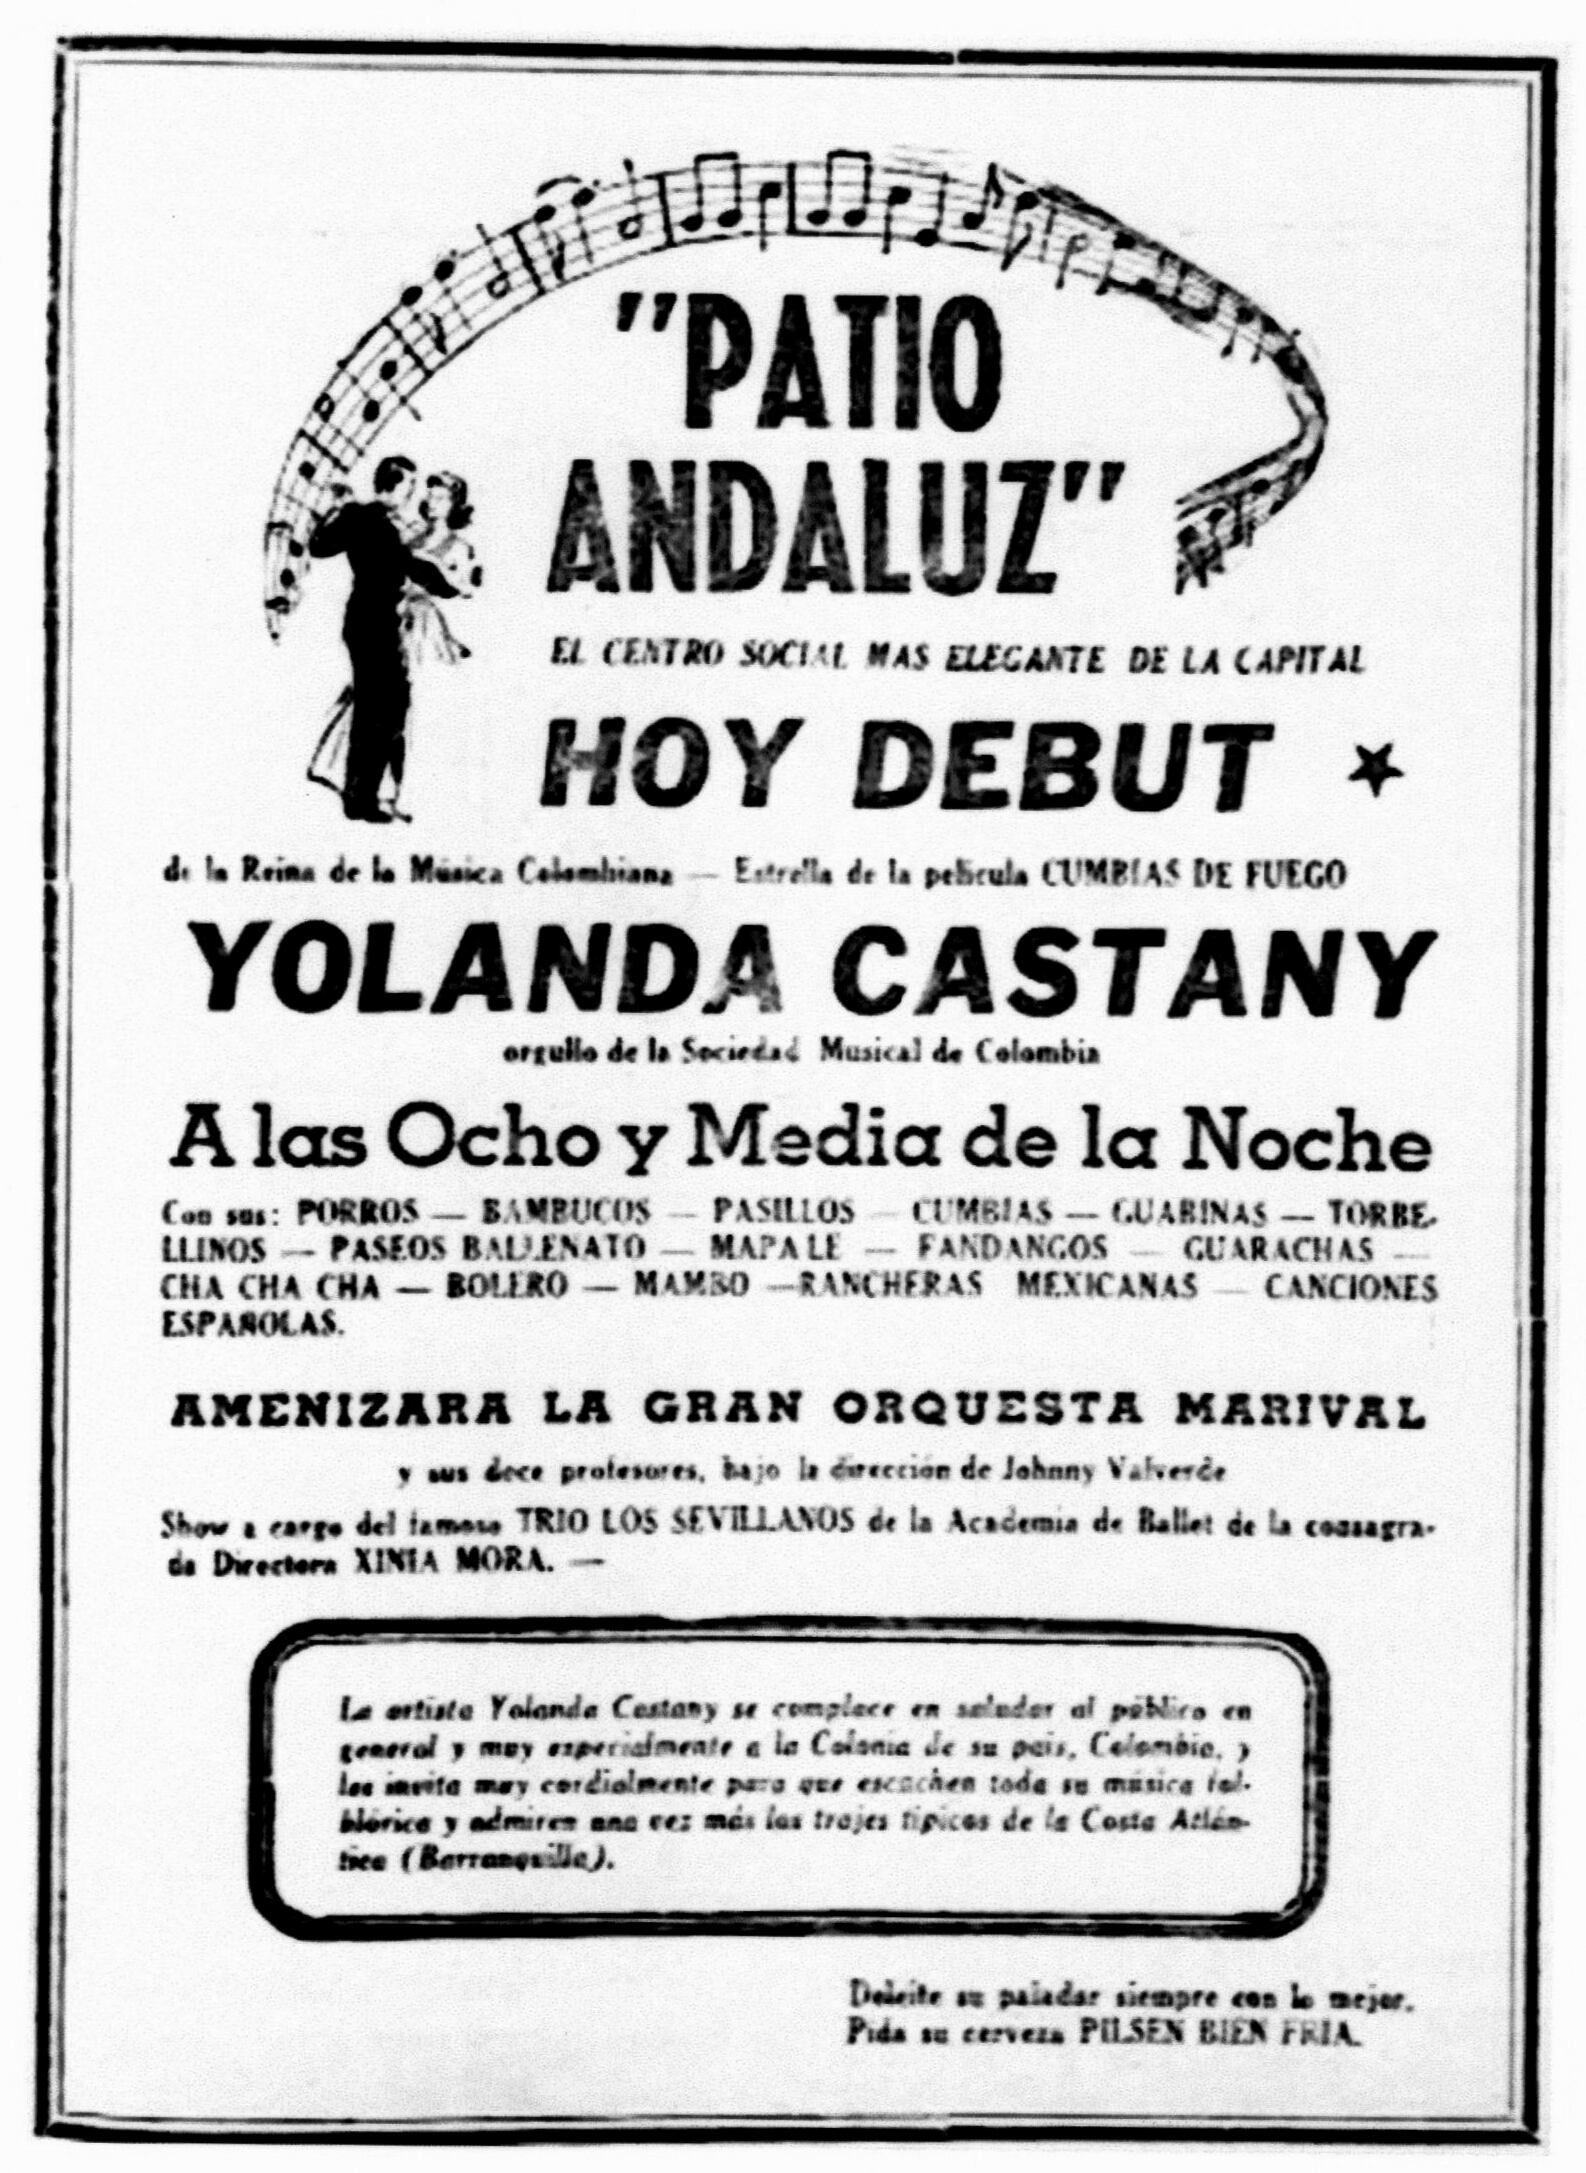 "PATIO
ANDALUZ"
EL CENTRO SOCIAL MAS ELEGANTE DE LA CAPITAL
HOY DEBUT
de la Reina de la Música Colombiana — Estrella de la película CUMBIAS DE FUEGO
YOLANDA CASTANY
orgullo de la Sociedad Musical de Colombia
A las Ocho y Media de la Noche
Con sus: PORROS — BAMBUCOS — PASILLOS — CUMBIAS — GUABINAS — TORBE-
LLINOS — PASEOS BALLENATO — MAPALE — FANDANGOS — GUARACHAS —
CHA CHA CHA — BOLERO — MAMBO —RANCHERAS MEXICANAS — CANCIONES
ESPAÑOLAS.
AMENIZARA LA GRAN ORQUESTA MARIVAL
y sus doce profesores, bajo la dirección de Johnny Valverde
Show a cargo del famoso TRIO LOS SEVILLANOS de la Academia de Ballet de la consagra-
da Directora XINIA MORA. —
La artista Yolanda Castany se complace en saludar al público en
general y muy especialmente a la Colonia de su país, Colombia, y
los invita muy cordialmente para que escuchen toda su música fol-
klórica y admiren una vez más los trajes típicos de la Costa Atlán-
tica (Barranquilla).
Deleite su paladar siempre con lo mejor.
Pida su cerveza PILSEN BIEN FRIA.